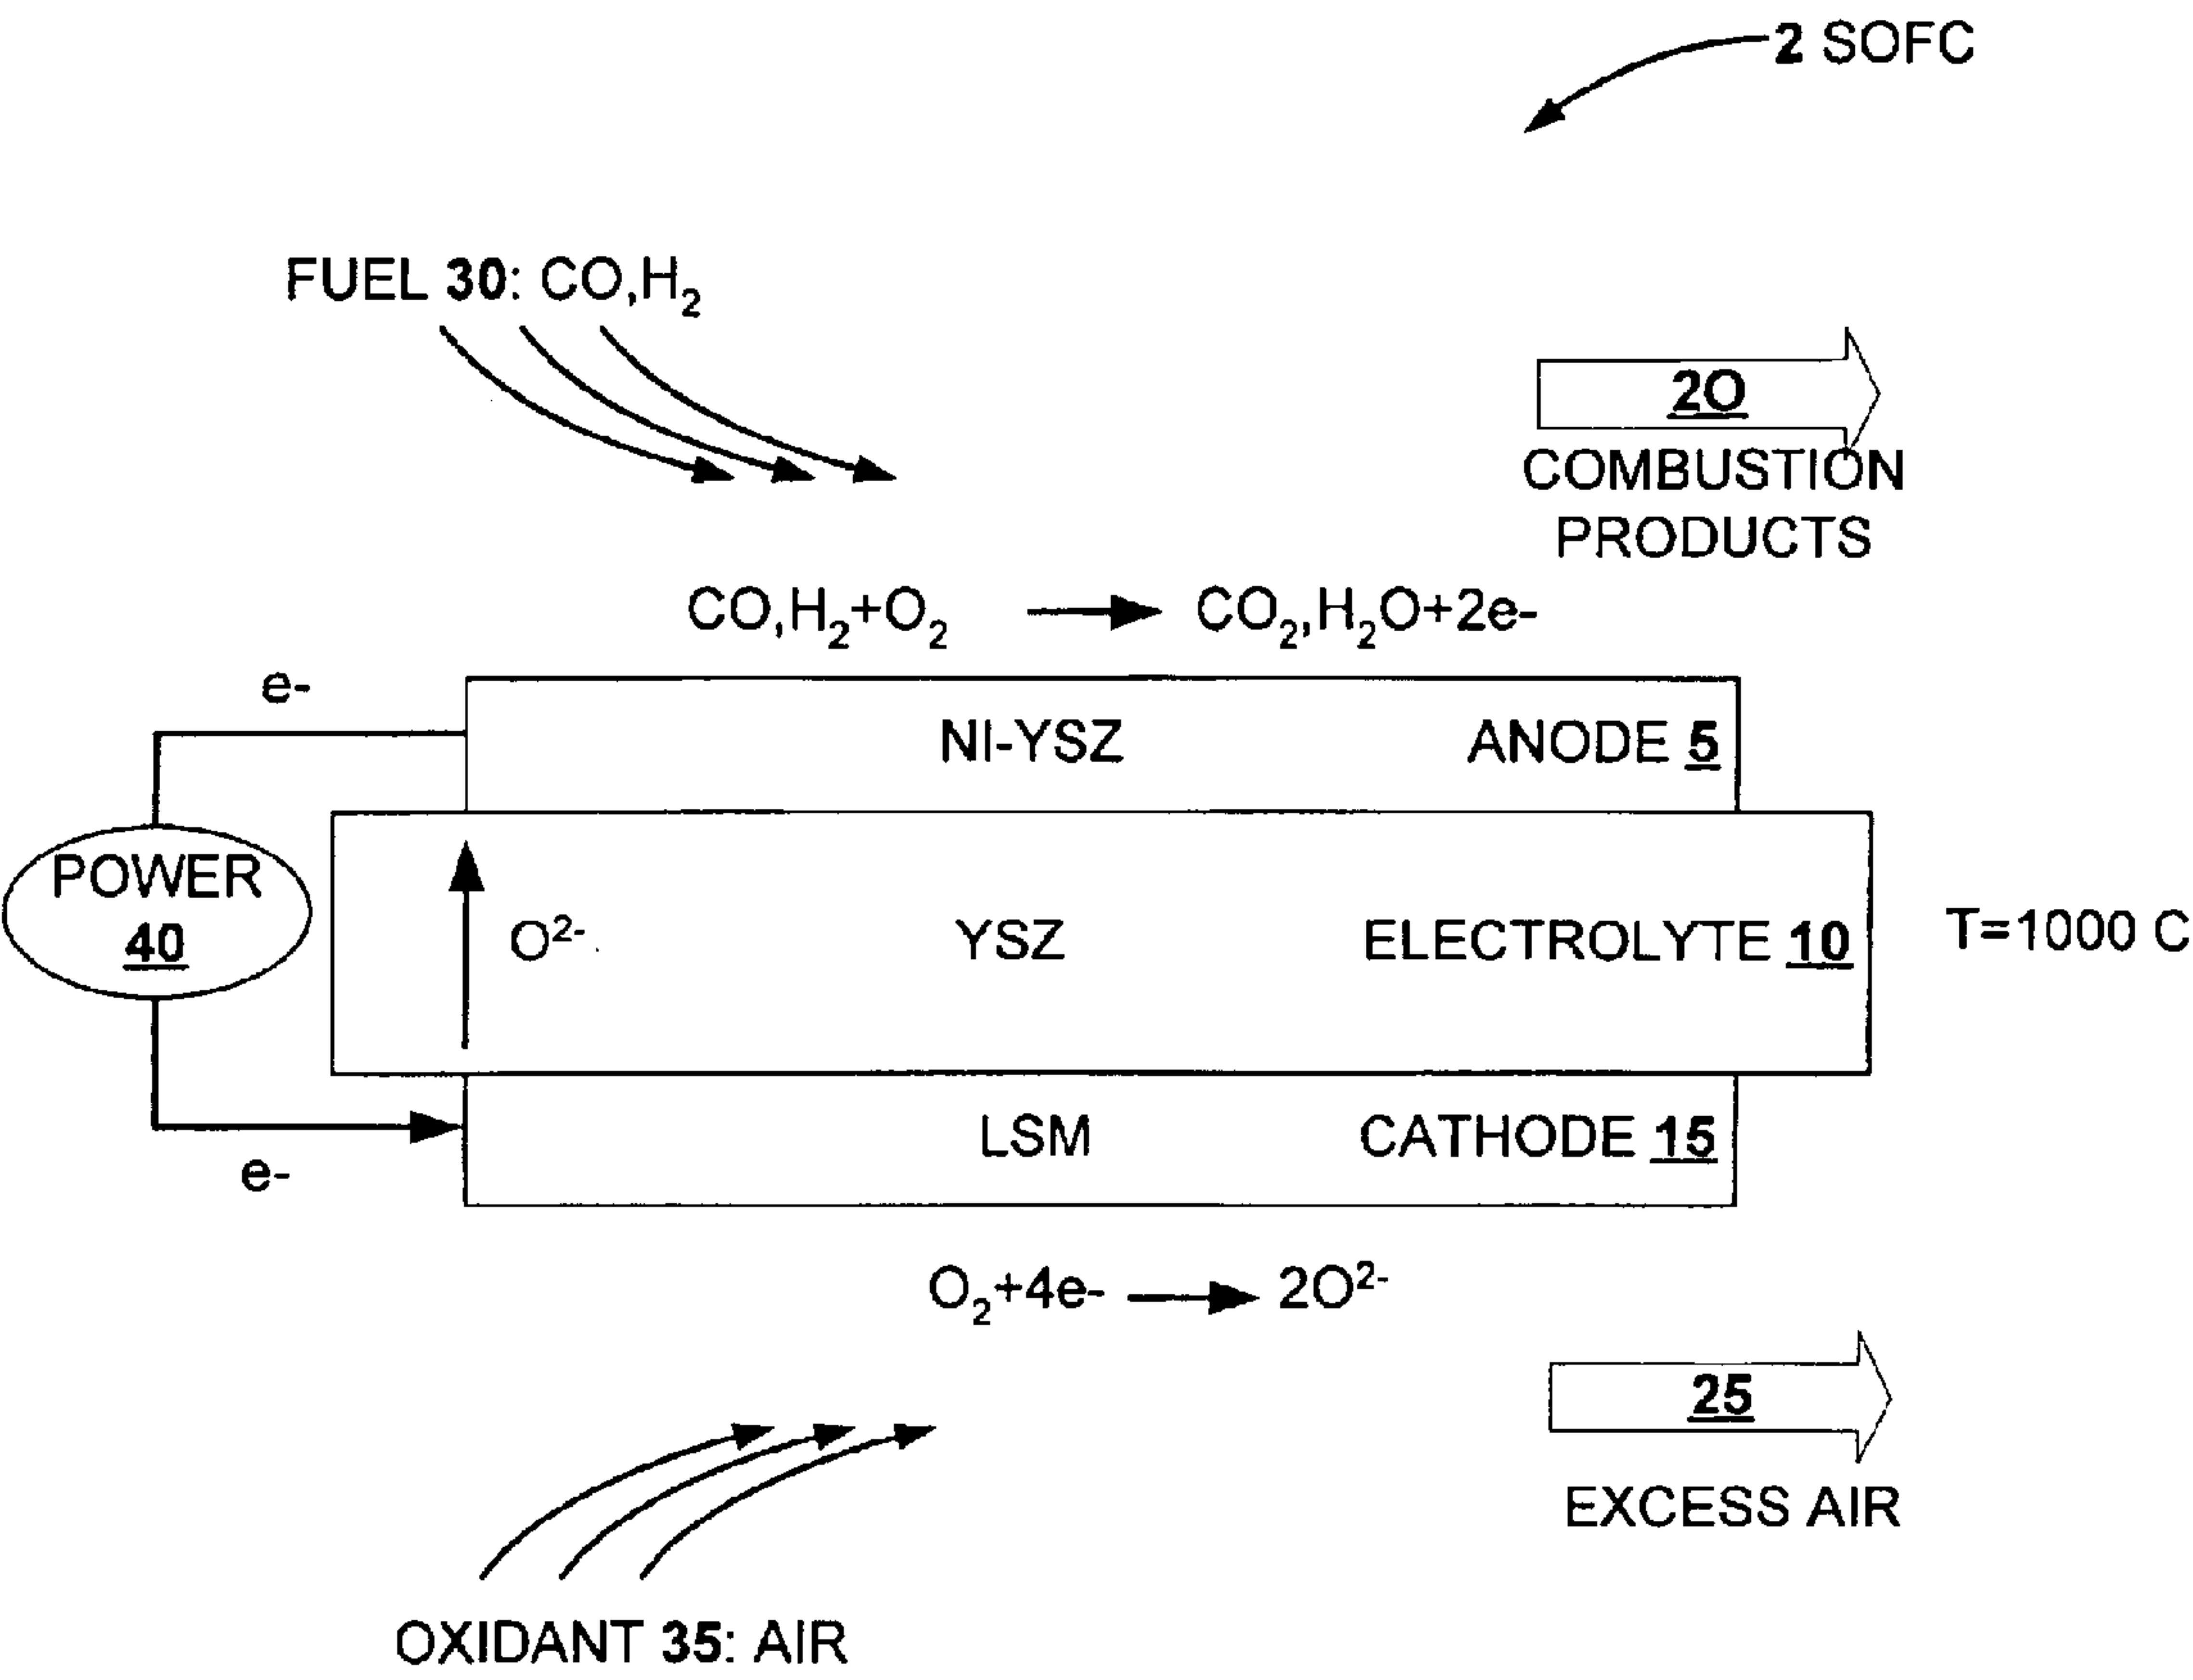 2 SOFC
FUEL 30: CO,H₂
20
COMBUSTION
PRODUCTS
CO,H₂+O₂ → CO₂,H₂O+2e-
e-
NI-YSZ ANODE 5
POWER
40
O²⁻ YSZ ELECTROLYTE 10
T=1000 C
LSM CATHODE 15
e-
O₂+4e- → 2O²⁻
25
EXCESS AIR
OXIDANT 35: AIR